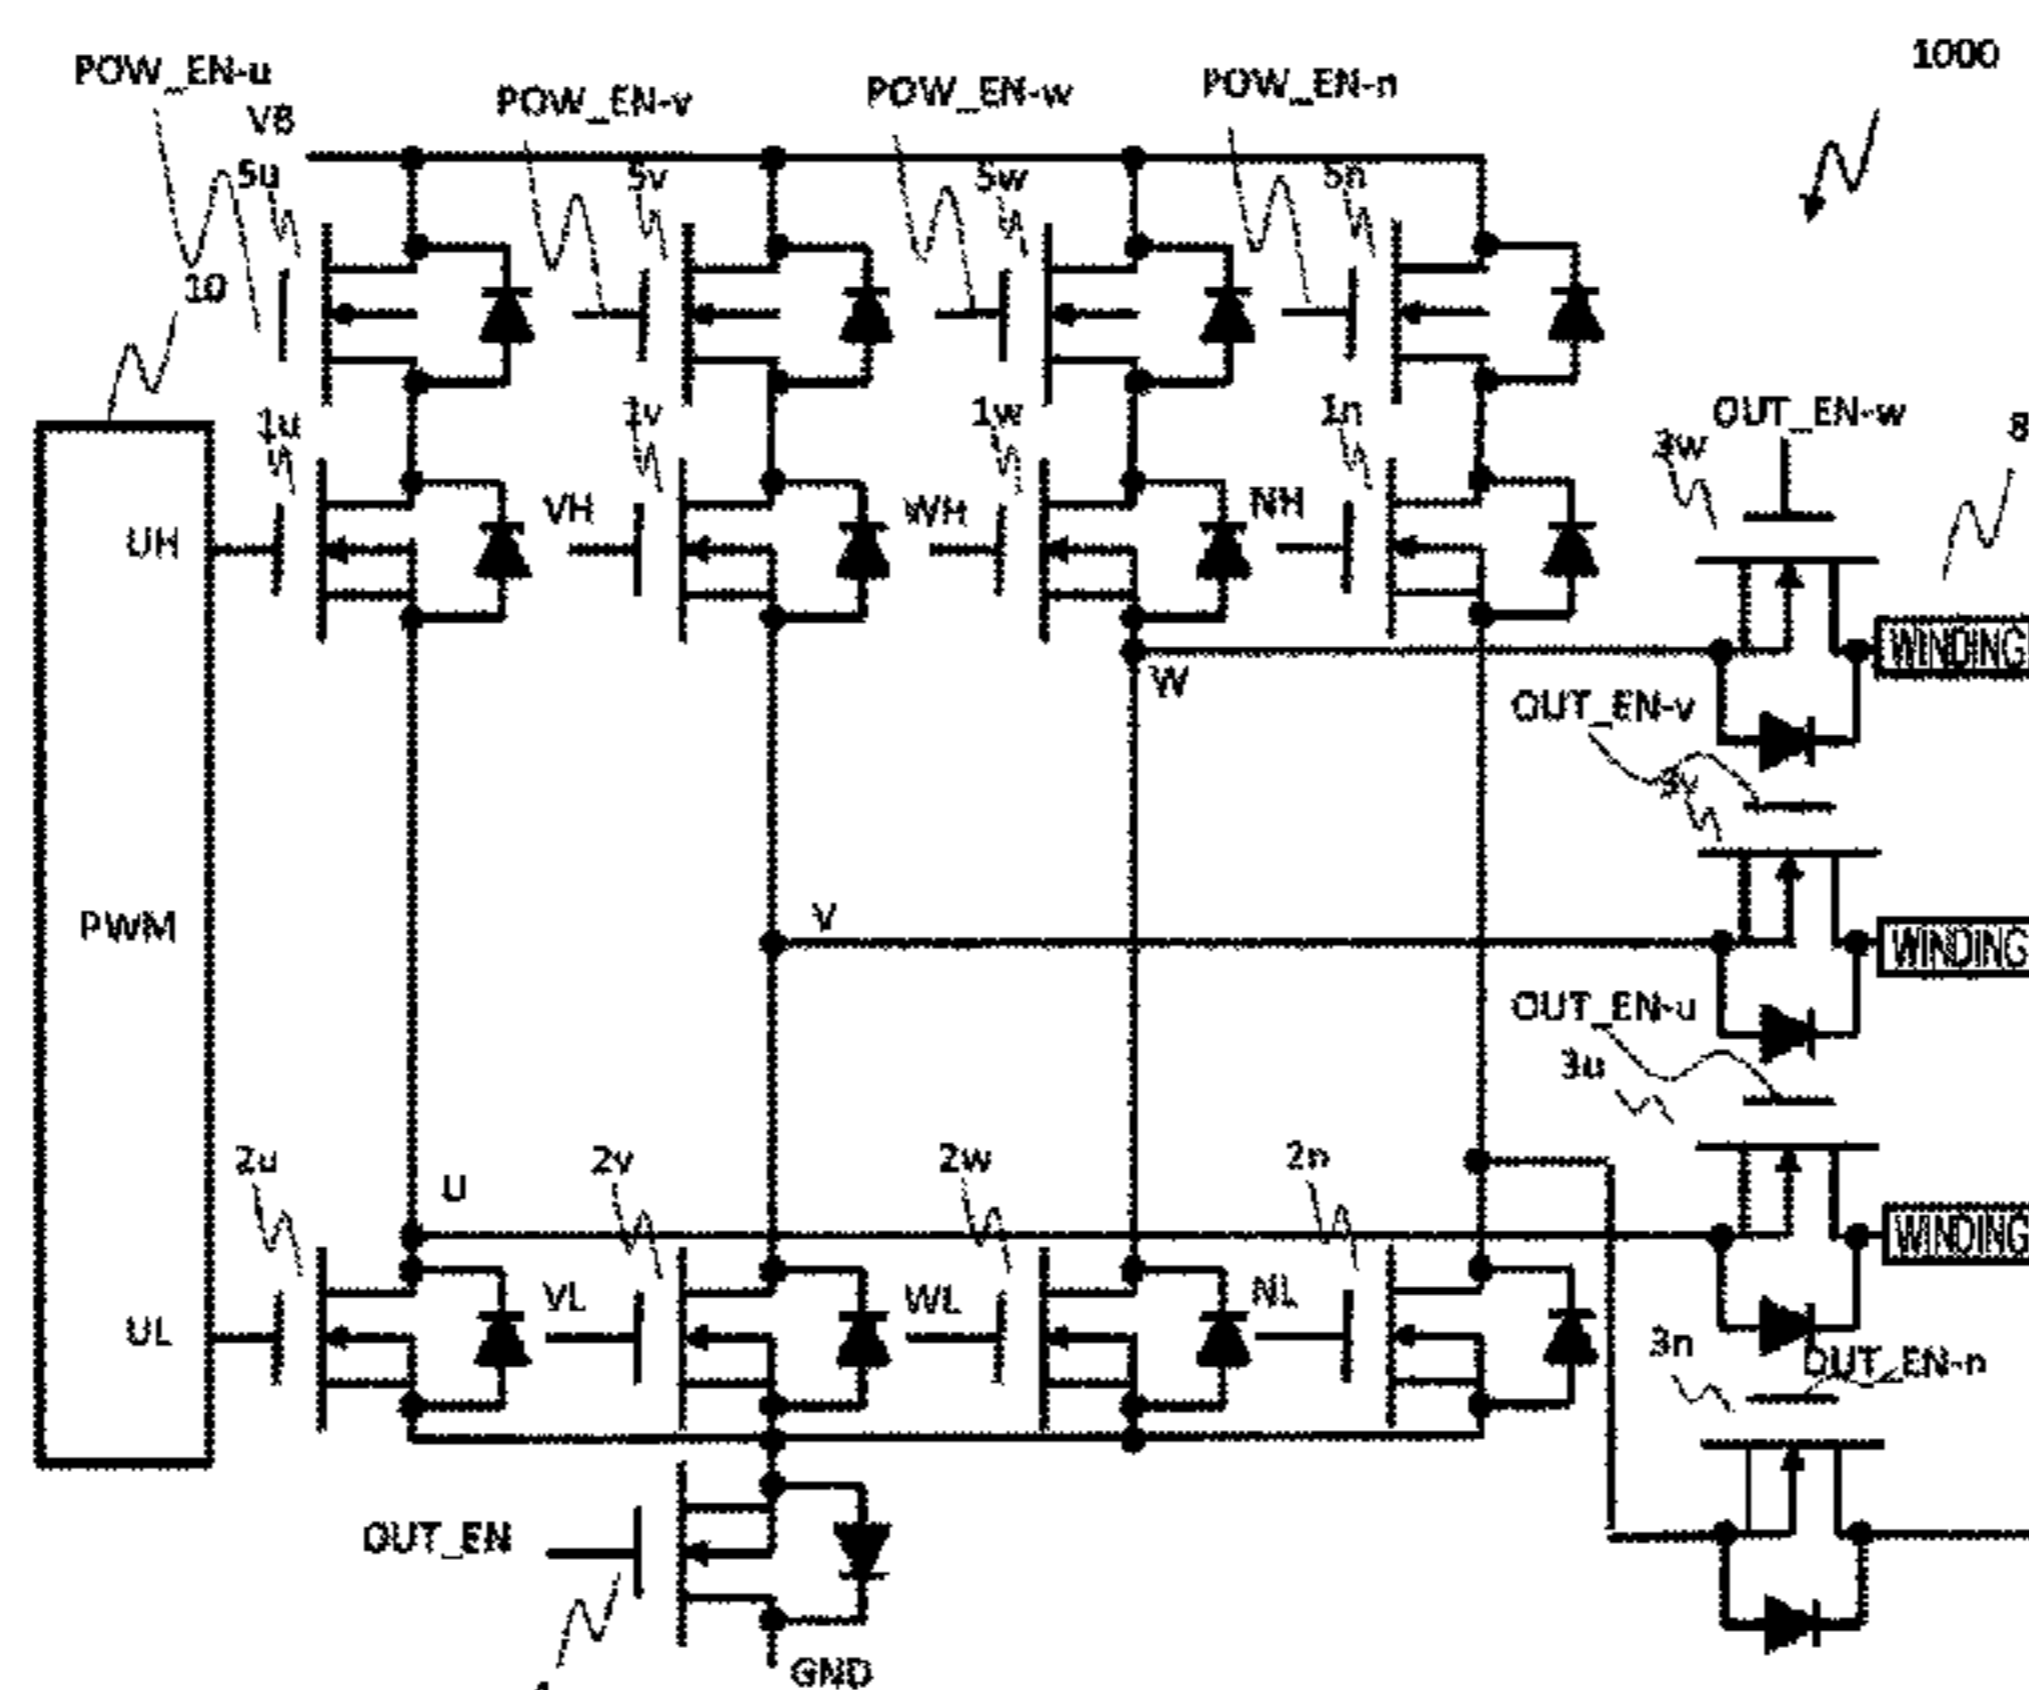 1000
POW_EN-u
POW_EN-v
POW_EN-w
POW_EN-n
VB
5u
5v
5w
5n
10
1u
1v
1w
1n
OUT_EN-w
3w
8
UH
VH
WH
NH
WINDING
W
OUT_EN-v
3v
PWM
V
WINDING
OUT_EN-u
3u
2u
U
2v
2w
2n
WINDING
UL
VL
WL
NL
3n
OUT_EN-n
OUT_EN
GND